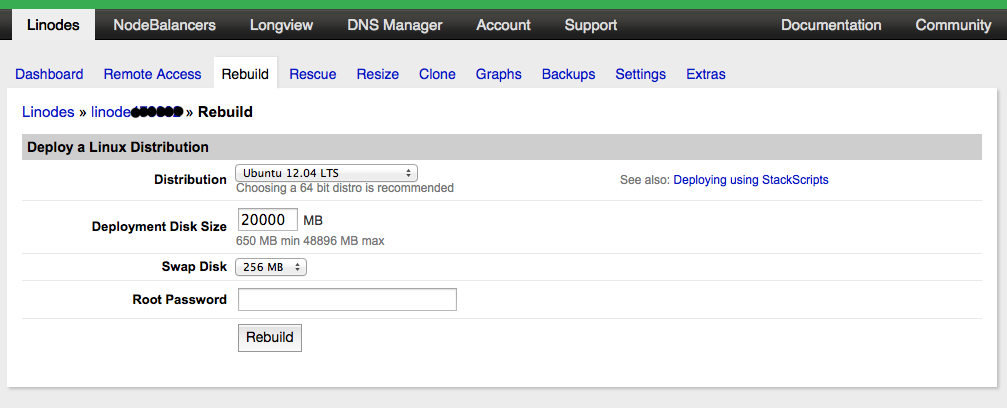 Linodes NodeBalancers Longview DNS Manager Account Support Documentation Community
Dashboard Remote Access Rebuild Rescue Resize Clone Graphs Backups Settings Extras
Linodes » linode » Rebuild
Deploy a Linux Distribution
Distribution Ubuntu 12.04 LTS See also: Deploying using StackScripts
Choosing a 64 bit distro is recommended
Deployment Disk Size 20000 MB
650 MB min 48896 MB max
Swap Disk 256 MB
Root Password
Rebuild